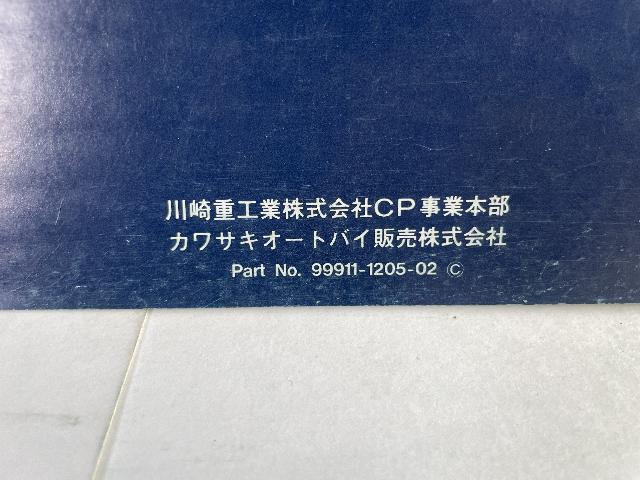 川崎重工業株式会社CP事業本部
カワサキオートバイ販売株式会社
Part No. 99911-1205-02 ©